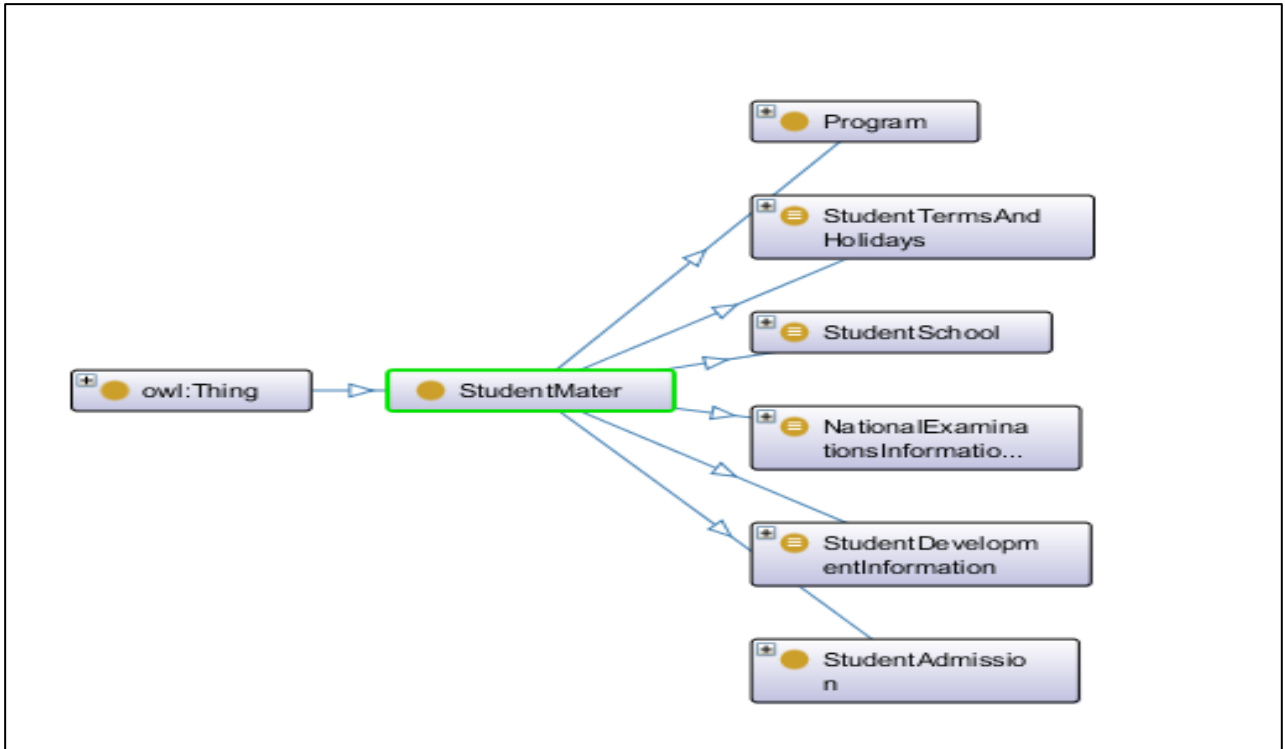 Program
StudentTermsAnd
Holidays
StudentSchool
owl:Thing
StudentMater
NationalExamina
tionsInformatio...
StudentDevelopm
entInformation
StudentAdmissio
n